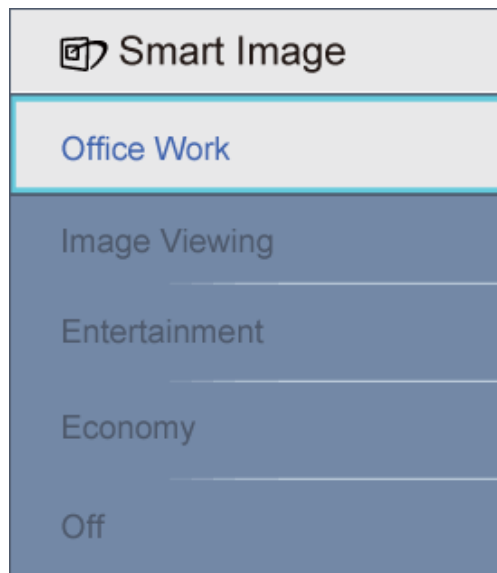 Smart Image
Office Work
Image Viewing
Entertainment
Economy
Off